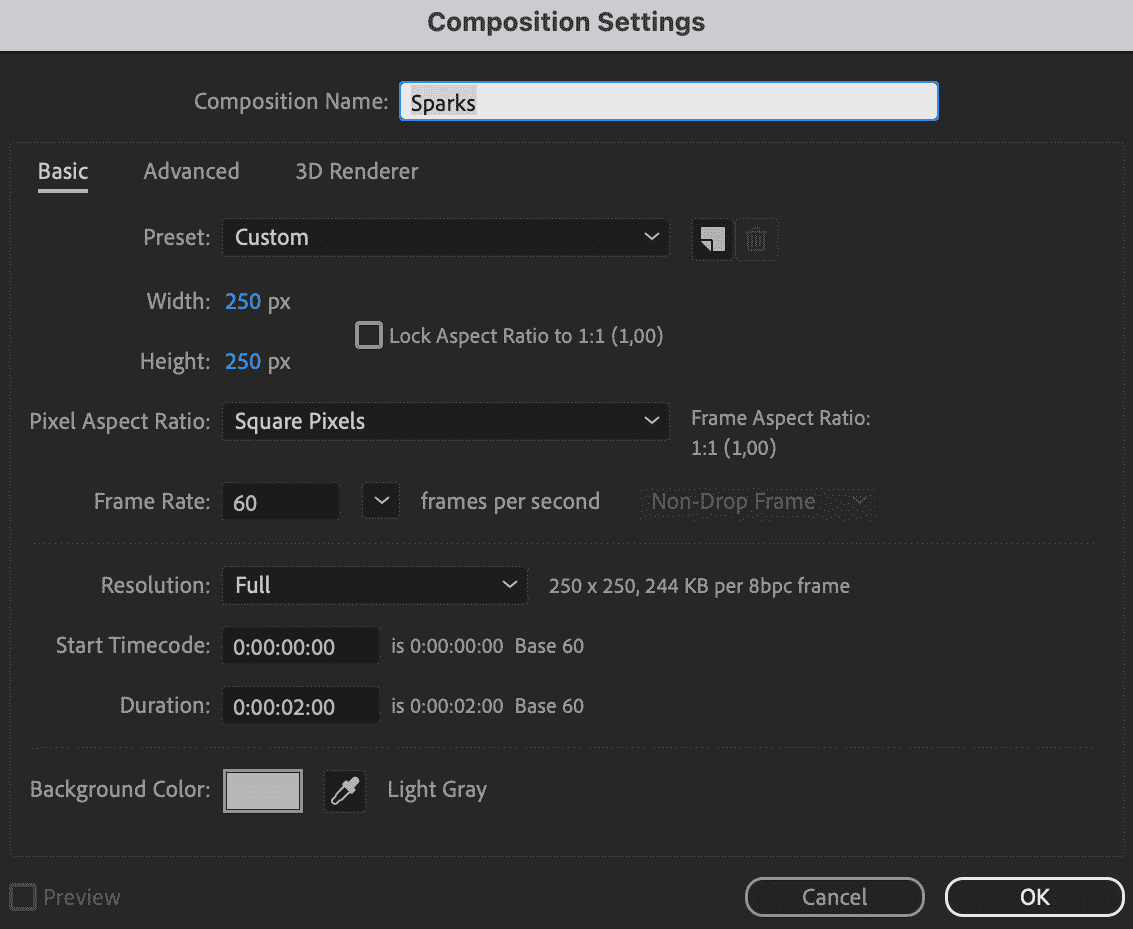 Composition Settings
Composition Name: Sparks
Basic Advanced 3D Renderer
Preset: Custom
Width: 250 px
Lock Aspect Ratio to 1:1 (1,00)
Height: 250 px
Pixel Aspect Ratio: Square Pixels Frame Aspect Ratio:
1:1 (1,00)
Frame Rate: 60 frames per second Non-Drop Frame
Resolution: Full 250 x 250, 244 KB per 8bpc frame
Start Timecode: 0:00:00:00 is 0:00:00:00 Base 60
Duration: 0:00:02:00 is 0:00:02:00 Base 60
Background Color: Light Gray
Preview Cancel OK